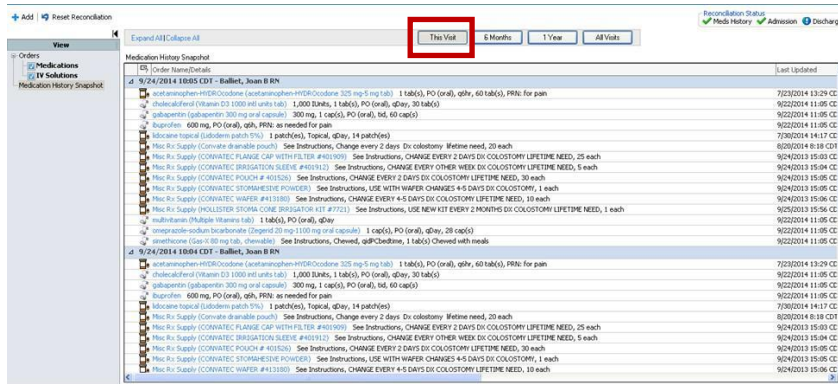 Add Reset Reconciliation
Reconciliation Status
Meds History Admission Discharg
View
Orders
Medications
IV Solutions
Medication History Snapshot
Expand All|Collapse All
This Visit 6 Months 1 Year All Visits
Medication History Snapshot
Order Name/Details Last Updated
9/24/2014 10:05 CDT - Balliet, Joan B RN
acetaminophen-HYDROcodone (acetaminophen-HYDROcodone 325 mg-5 mg tab) 1 tab(s), PO (oral), q6hr, 60 tab(s), PRN: for pain 7/23/2014 13:29 CD
cholecalciferol (Vitamin D3 1000 intl units tab) 1,000 IUnits, 1 tab(s), PO (oral), qDay, 30 tab(s) 9/22/2014 11:05 CD
gabapentin (gabapentin 300 mg oral capsule) 300 mg, 1 cap(s), PO (oral), tid, 60 cap(s) 9/22/2014 11:05 CD
ibuprofen 600 mg, PO (oral), q6h, PRN: as needed for pain 9/22/2014 11:05 CD
lidocaine topical (Lidoderm patch 5%) 1 patch(es), Topical, qDay, 14 patch(es) 7/30/2014 14:17 CD
Misc Rx Supply (Convate drainable pouch) See Instructions, Change every 2 days Dx colostomy lifetime need, 20 each 8/20/2014 8:18 CDT
Misc Rx Supply (CONVATEC FLANGE CAP WITH FILTER #401909) See Instructions, CHANGE EVERY 2 DAYS DX COLOSTOMY LIFETIME NEED, 25 each 9/24/2013 15:03 CD
Misc Rx Supply (CONVATEC IRRIGATION SLEEVE #401912) See Instructions, CHANGE EVERY OTHER WEEK DX COLOSTOMY LIFETIME NEED, 5 each 9/24/2013 15:04 CD
Misc Rx Supply (CONVATEC POUCH # 401526) See Instructions, CHANGE EVERY 2 DAYS DX COLOSTOMY LIFETIME NEED, 30 each 9/24/2013 15:05 CD
Misc Rx Supply (CONVATEC STOMAHESIVE POWDER) See Instructions, USE WITH WAFER CHANGES 4-5 DAYS DX COLOSTOMY, 1 each 9/24/2013 15:05 CD
Misc Rx Supply (CONVATEC WAFER #413180) See Instructions, CHANGE EVERY 4-5 DAYS DX COLOSTOMY LIFETIME NEED, 10 each 9/24/2013 15:06 CD
Misc Rx Supply (HOLLISTER STOMA CONE IRRIGATOR KIT #7721) See Instructions, USE NEW KIT EVERY 2 MONTHS DX COLOSTOMY LIFETIME NEED, 1 each 9/25/2013 15:56 CD
multivitamin (Multiple Vitamins tab) 1 tab(s), PO (oral), qDay 9/22/2014 11:05 CD
omeprazole-sodium bicarbonate (Zegerid 20 mg-1100 mg oral capsule) 1 cap(s), PO (oral), qDay, 28 cap(s) 9/22/2014 11:05 CD
simethicone (Gas-X 80 mg tab, chewable) See Instructions, Chewed, qidPCbedtime, 1 tab(s) Chewed with meals 9/22/2014 11:05 CD
9/24/2014 10:04 CDT - Balliet, Joan B RN
acetaminophen-HYDROcodone (acetaminophen-HYDROcodone 325 mg-5 mg tab) 1 tab(s), PO (oral), q6hr, 60 tab(s), PRN: for pain 7/23/2014 13:29 CD
cholecalciferol (Vitamin D3 1000 intl units tab) 1,000 IUnits, 1 tab(s), PO (oral), qDay, 30 tab(s) 9/22/2014 11:05 CD
gabapentin (gabapentin 300 mg oral capsule) 300 mg, 1 cap(s), PO (oral), tid, 60 cap(s) 9/22/2014 11:05 CD
ibuprofen 600 mg, PO (oral), q6h, PRN: as needed for pain 9/22/2014 11:05 CD
lidocaine topical (Lidoderm patch 5%) 1 patch(es), Topical, qDay, 14 patch(es) 7/30/2014 14:17 CD
Misc Rx Supply (Convate drainable pouch) See Instructions, Change every 2 days Dx colostomy lifetime need, 20 each 8/20/2014 8:18 CDT
Misc Rx Supply (CONVATEC FLANGE CAP WITH FILTER #401909) See Instructions, CHANGE EVERY 2 DAYS DX COLOSTOMY LIFETIME NEED, 25 each 9/24/2013 15:03 CD
Misc Rx Supply (CONVATEC IRRIGATION SLEEVE #401912) See Instructions, CHANGE EVERY OTHER WEEK DX COLOSTOMY LIFETIME NEED, 5 each 9/24/2013 15:04 CD
Misc Rx Supply (CONVATEC POUCH # 401526) See Instructions, CHANGE EVERY 2 DAYS DX COLOSTOMY LIFETIME NEED, 30 each 9/24/2013 15:05 CD
Misc Rx Supply (CONVATEC STOMAHESIVE POWDER) See Instructions, USE WITH WAFER CHANGES 4-5 DAYS DX COLOSTOMY, 1 each 9/24/2013 15:05 CD
Misc Rx Supply (CONVATEC WAFER #413180) See Instructions, CHANGE EVERY 4-5 DAYS DX COLOSTOMY LIFETIME NEED, 10 each 9/24/2013 15:06 CD